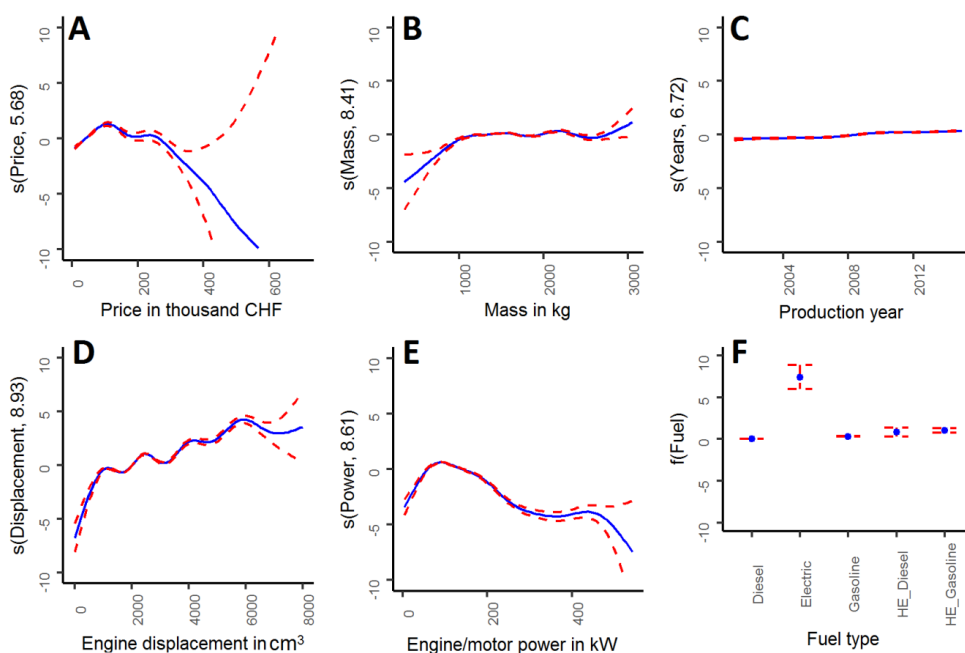 A
s(Price, 5.68)
10
5
0
-5
-10
0
200
400
600
Price in thousand CHF
B
s(Mass, 8.41)
10
5
0
-5
-10
1000
2000
3000
Mass in kg
C
s(Years, 6.72)
10
5
0
-5
-10
2004
2008
2012
Production year
D
s(Displacement, 8.93)
10
5
0
-5
-10
0
2000
4000
6000
8000
Engine displacement in cm³
E
s(Power, 8.61)
10
5
0
-5
-10
0
200
400
Engine/motor power in kW
F
f(Fuel)
10
5
0
-5
-10
Diesel
Electric
Gasoline
HE_Diesel
HE_Gasoline
Fuel type